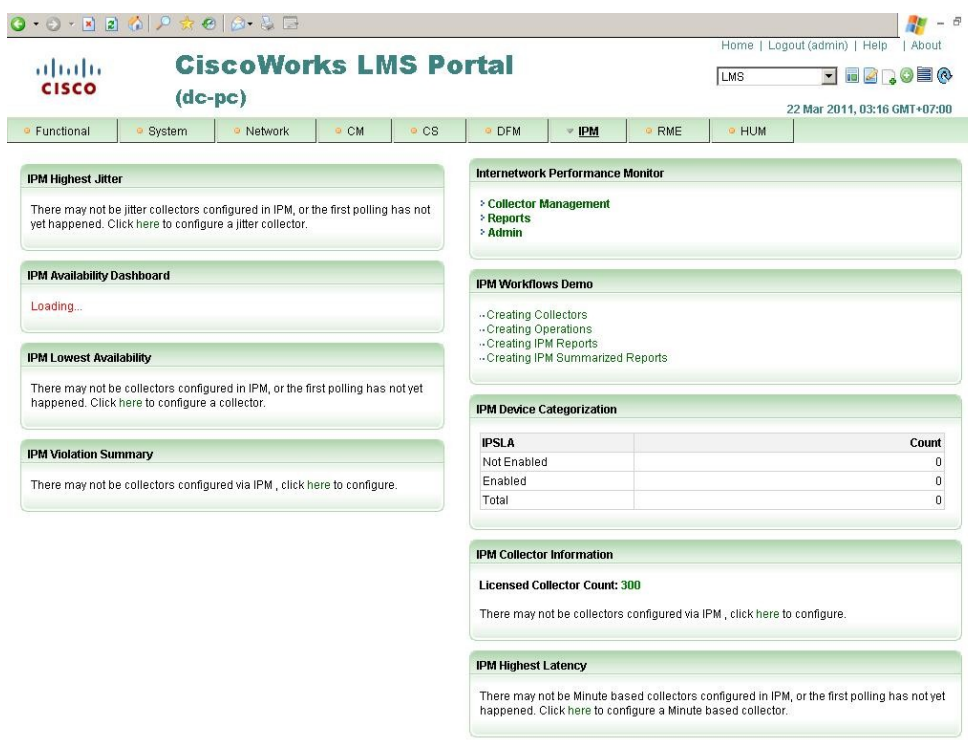 Home | Logout (admin) | Help | About
CISCO
CiscoWorks LMS Portal
(dc-pc)
LMS
22 Mar 2011, 03:16 GMT+07:00
Functional
System
Network
CM
CS
DFM
IPM
RME
HUM
IPM Highest Jitter
There may not be jitter collectors configured in IPM, or the first polling has not
yet happened. Click here to configure a jitter collector.
IPM Availability Dashboard
Loading...
IPM Lowest Availability
There may not be collectors configured in IPM, or the first polling has not yet
happened. Click here to configure a collector.
IPM Violation Summary
There may not be collectors configured via IPM , click here to configure.
Internetwork Performance Monitor
Collector Management
Reports
Admin
IPM Workflows Demo
Creating Collectors
Creating Operations
Creating IPM Reports
Creating IPM Summarized Reports
IPM Device Categorization
IPSLA Count
Not Enabled 0
Enabled 0
Total 0
IPM Collector Information
Licensed Collector Count: 300
There may not be collectors configured via IPM , click here to configure.
IPM Highest Latency
There may not be Minute based collectors configured in IPM, or the first polling has not yet
happened. Click here to configure a Minute based collector.